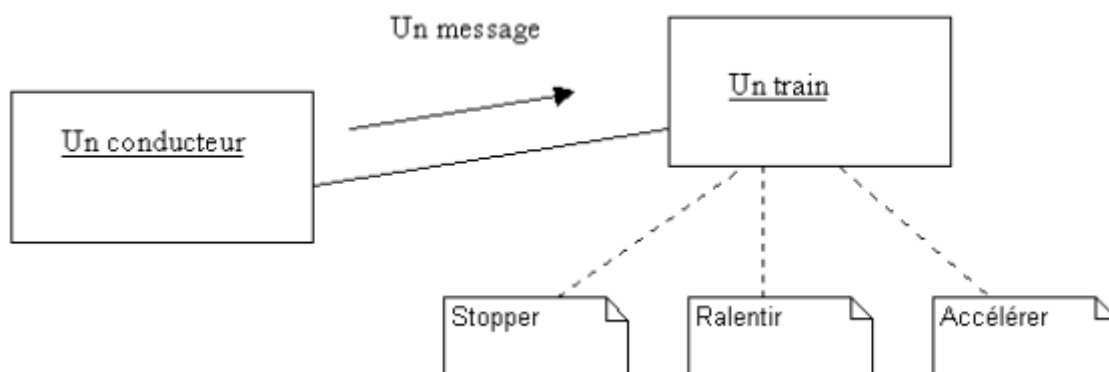 Un message
Un train
Un conducteur
Stopper
Ralentir
Accélérer